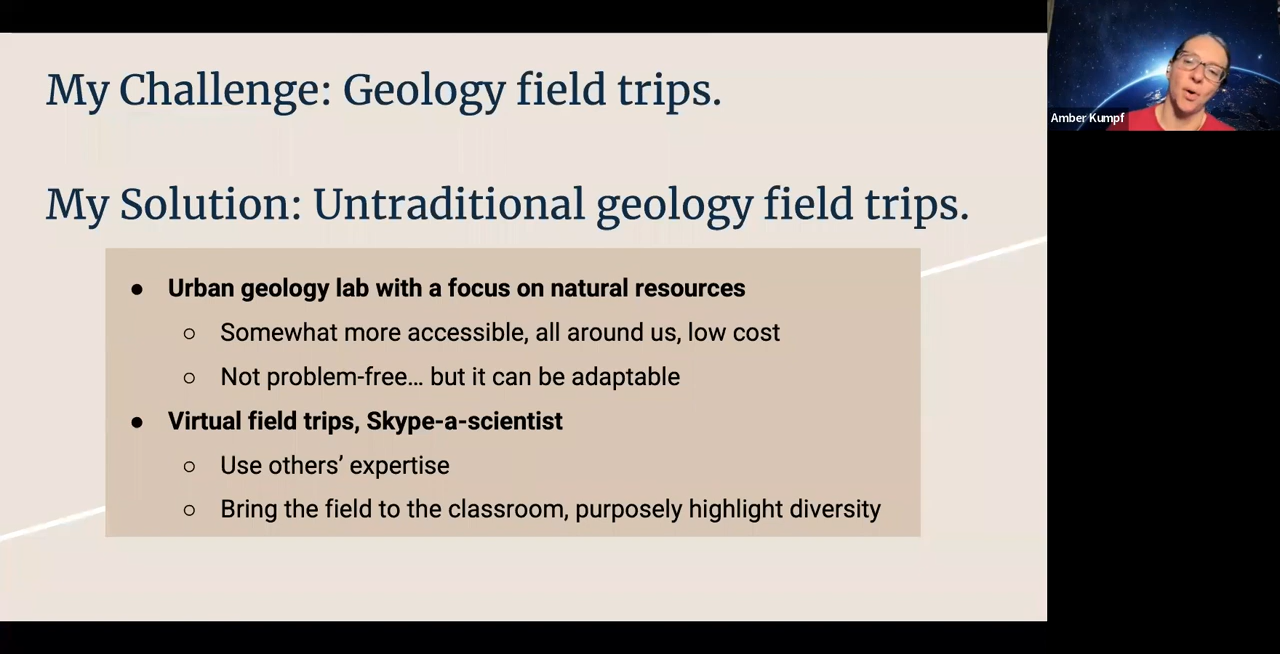 My Challenge: Geology field trips.
Amber Kumpf
My Solution: Untraditional geology field trips.
● Urban geology lab with a focus on natural resources
○ Somewhat more accessible, all around us, low cost
○ Not problem-free… but it can be adaptable
● Virtual field trips, Skype-a-scientist
○ Use others’ expertise
○ Bring the field to the classroom, purposely highlight diversity